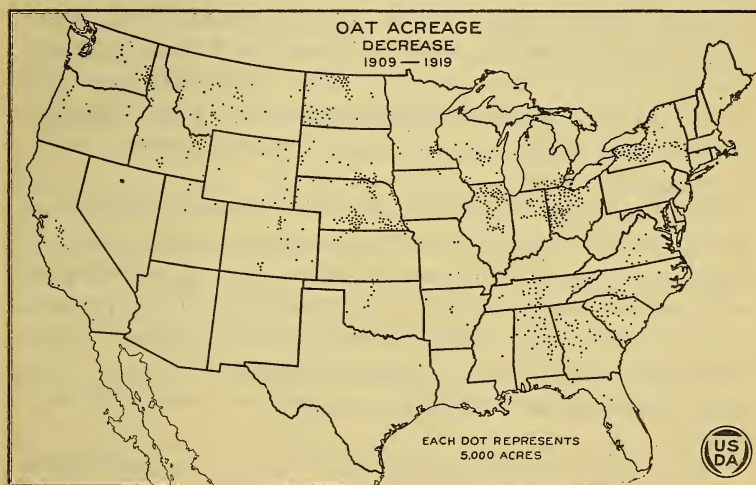 OAT ACREAGE
DECREASE
1909 — 1919
EACH DOT REPRESENTS
5,000 ACRES
US
DA